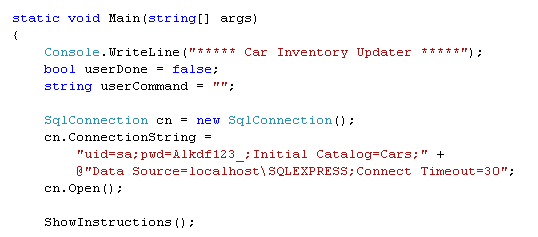 static void Main(string[] args)
{
    Console.WriteLine("***** Car Inventory Updater *****");
    bool userDone = false;
    string userCommand = "";

    SqlConnection cn = new SqlConnection();
    cn.ConnectionString =
        "uid=sa;pwd=Alkdf123_;Initial Catalog=Cars;" +
        @"Data Source=localhost\SQLEXPRESS;Connect Timeout=30";
    cn.Open();

    ShowInstructions();